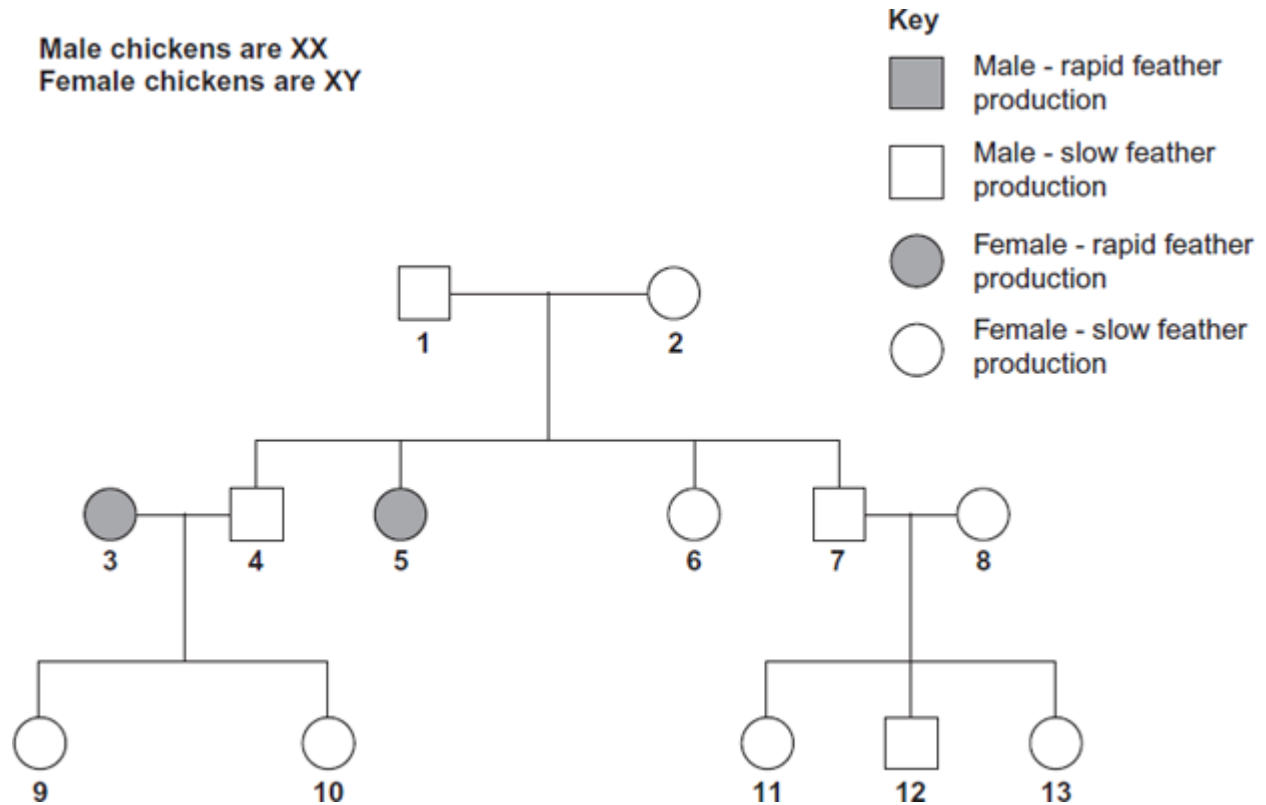 Male chickens are XX
Female chickens are XY
Key
Male - rapid feather
production
Male - slow feather
production
Female - rapid feather
production
Female - slow feather
production
1 2
3 4 5 6 7 8
9 10 11 12 13